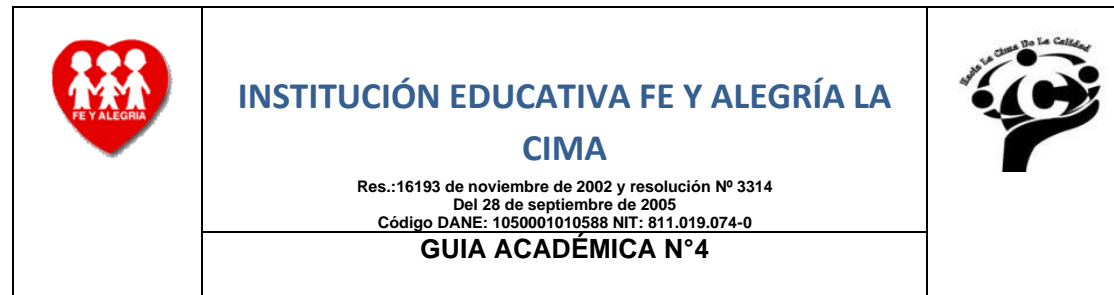 FE Y ALEGRIA
INSTITUCIÓN EDUCATIVA FE Y ALEGRÍA LA
CIMA
Res.:16193 de noviembre de 2002 y resolución Nº 3314
Del 28 de septiembre de 2005
Código DANE: 1050001010588 NIT: 811.019.074-0
GUIA ACADÉMICA N°4
Hacia La Cima De La Calidad